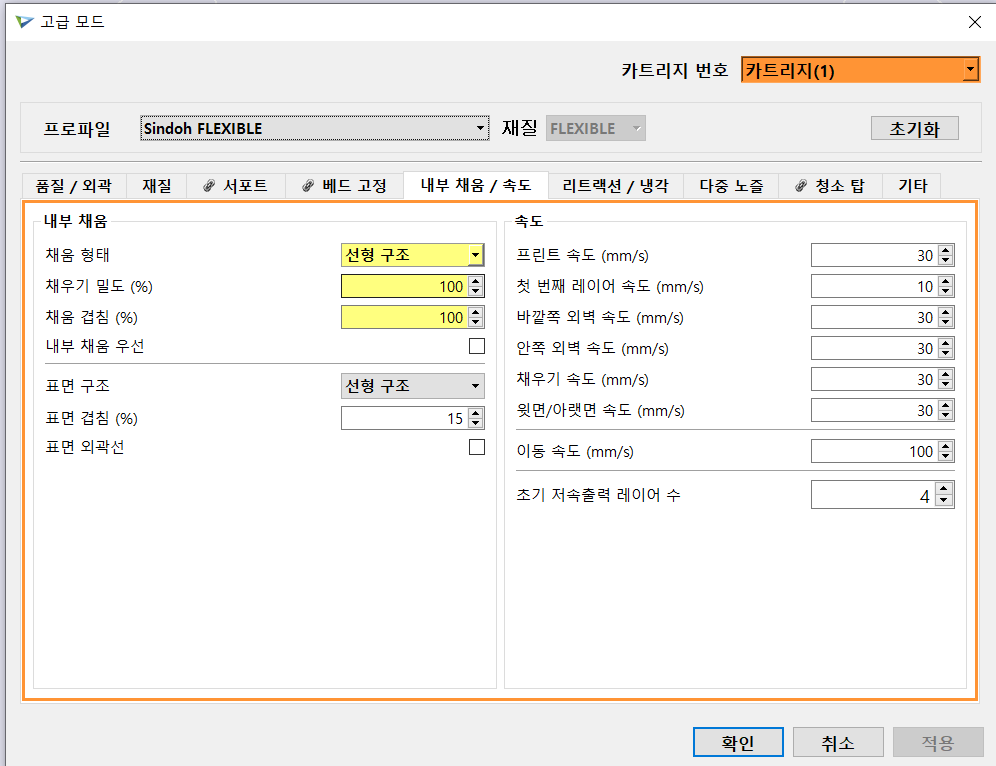 고급 모드
카트리지 번호 카트리지(1)
프로파일 Sindoh FLEXIBLE 재질 FLEXIBLE 초기화
품질 / 외곽 재질 서포트 베드 고정 내부 채움 / 속도 리트랙션 / 냉각 다중 노즐 청소 탑 기타
내부 채움
채움 형태 선형 구조
채우기 밀도 (%) 100
채움 겹침 (%) 100
내부 채움 우선
표면 구조 선형 구조
표면 겹침 (%) 15
표면 외곽선
속도
프린트 속도 (mm/s) 30
첫 번째 레이어 속도 (mm/s) 10
바깥쪽 외벽 속도 (mm/s) 30
안쪽 외벽 속도 (mm/s) 30
채우기 속도 (mm/s) 30
윗면/아랫면 속도 (mm/s) 30
이동 속도 (mm/s) 100
초기 저속출력 레이어 수 4
확인 취소 적용